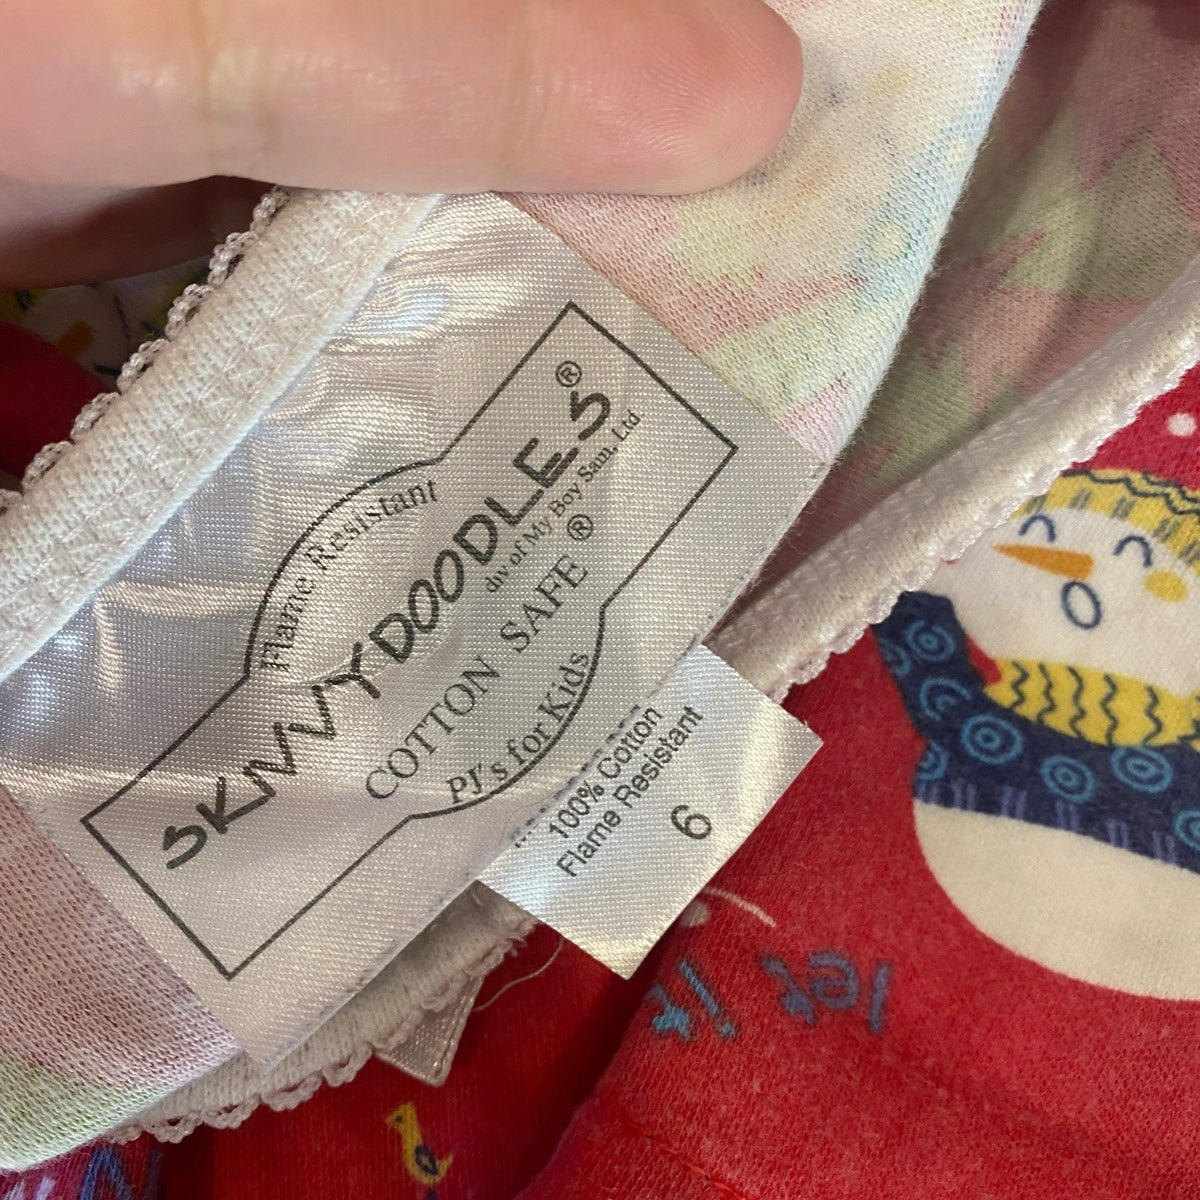 Flame Resistant
SKIVVYDOODLES®
div of My Boy Sam, Ltd
COTTON SAFE®
PJ's for Kids
100% Cotton
Flame Resistant
6
let it